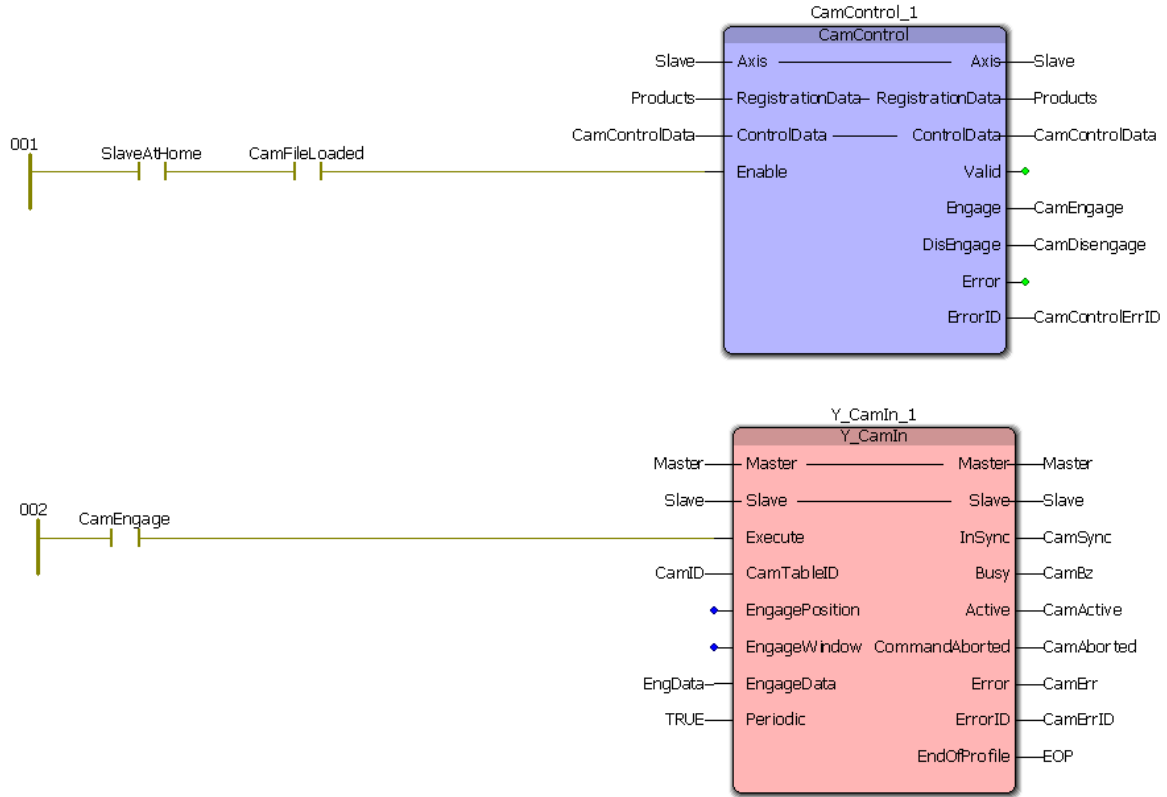 CamControl_1
CamControl
Slave Axis Axis Slave
Products RegistrationData RegistrationData Products
CamControlData ControlData ControlData CamControlData
001 SlaveAtHome CamFileLoaded Enable Valid
Engage CamEngage
DisEngage CamDisengage
Error
ErrorID CamControlErrID
Y_CamIn_1
Y_CamIn
Master Master Master Master
Slave Slave Slave Slave
002 CamEngage Execute InSync CamSync
CamID CamTableID Busy CamBz
EngagePosition Active CamActive
EngageWindow CommandAborted CamAborted
EngData EngageData Error CamErr
TRUE Periodic ErrorID CamErrID
EndOfProfile EOP